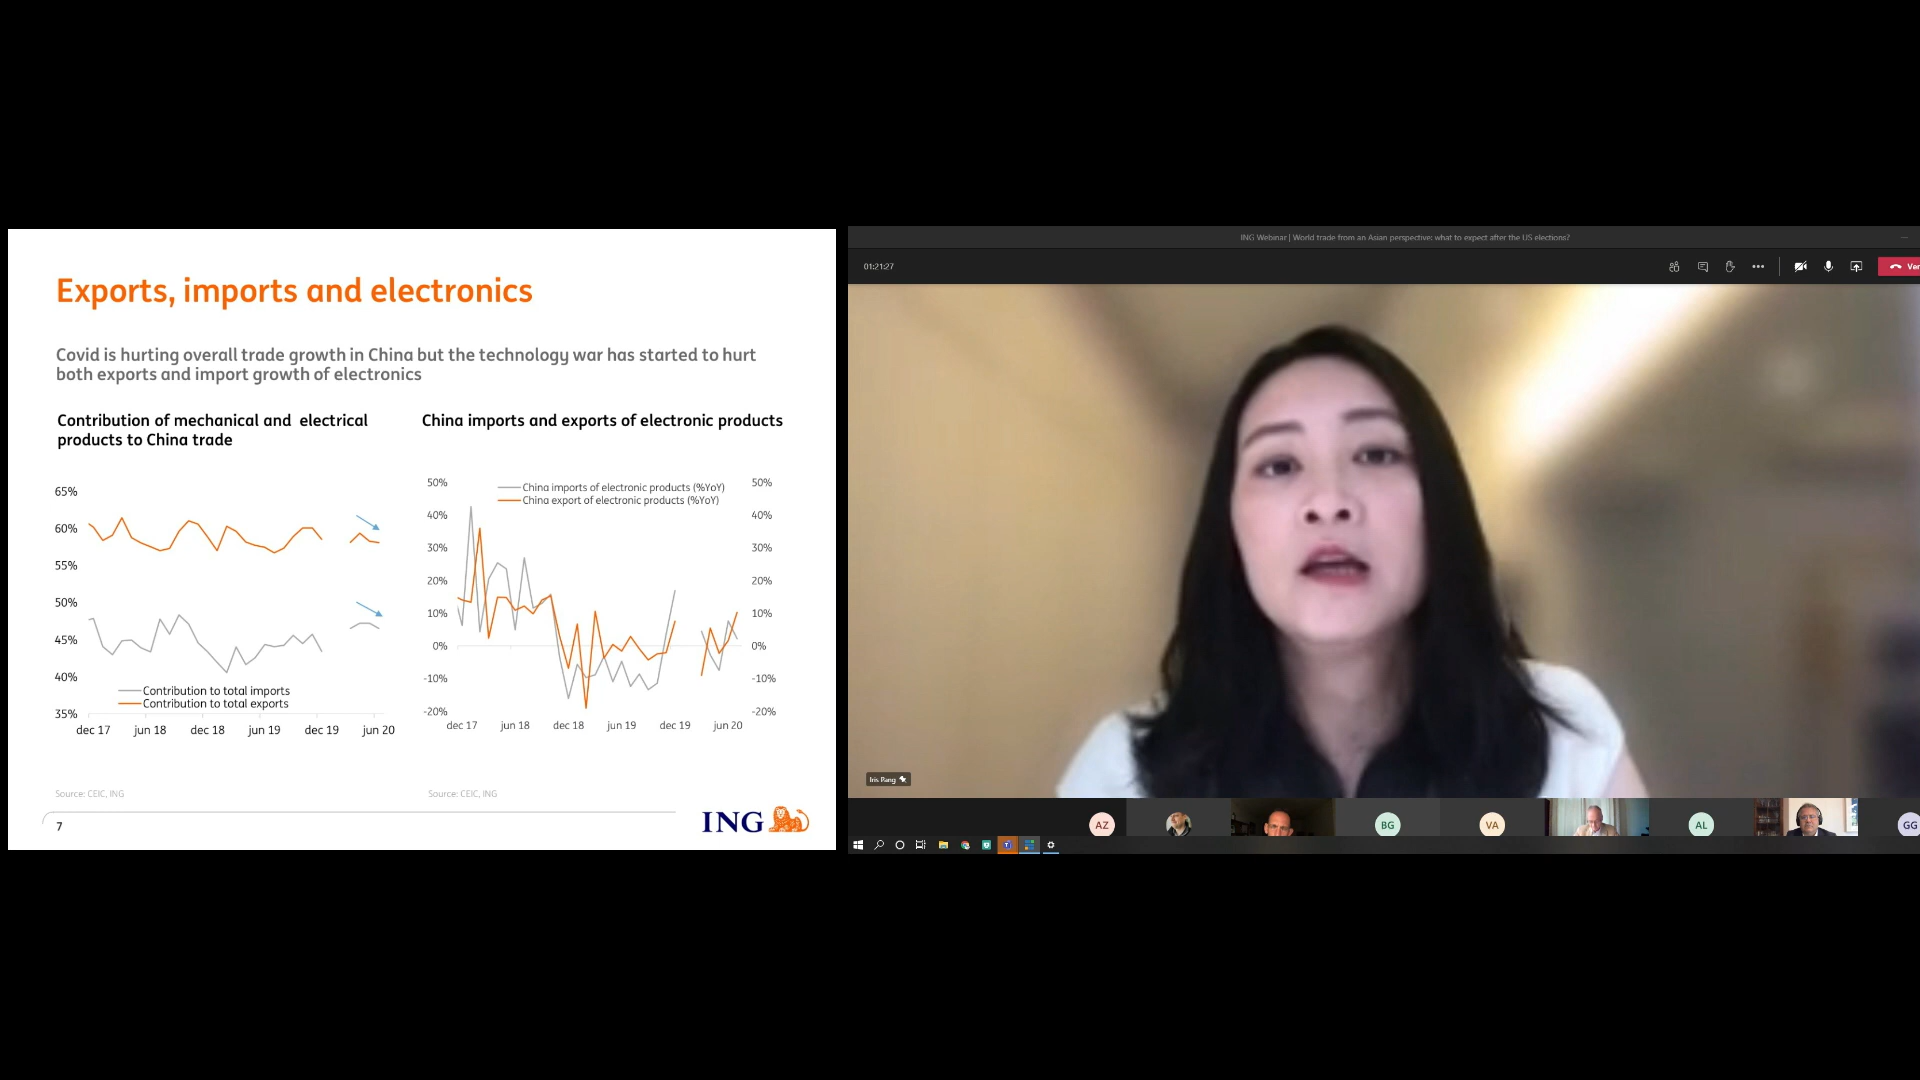 Exports, imports and electronics
Covid is hurting overall trade growth in China but the technology war has started to hurt
both exports and import growth of electronics
Contribution of mechanical and electrical
products to China trade
65%
60%
55%
50%
45%
40%
35%
Contribution to total imports
Contribution to total exports
dec 17 jun 18 dec 18 jun 19 dec 19 jun 20
Source: CEIC, ING
China imports and exports of electronic products
50%
40%
30%
20%
10%
0%
-10%
-20%
China imports of electronic products (%YoY)
China export of electronic products (%YoY)
50%
40%
30%
20%
10%
0%
-10%
-20%
dec 17 jun 18 dec 18 jun 19 dec 19 jun 20
Source: CEIC, ING
7
ING
ING Webinar | World trade from an Asian perspective: what to expect after the US elections?
01:21:27
Ver
Iris Pang
AZ BG VA AL GG